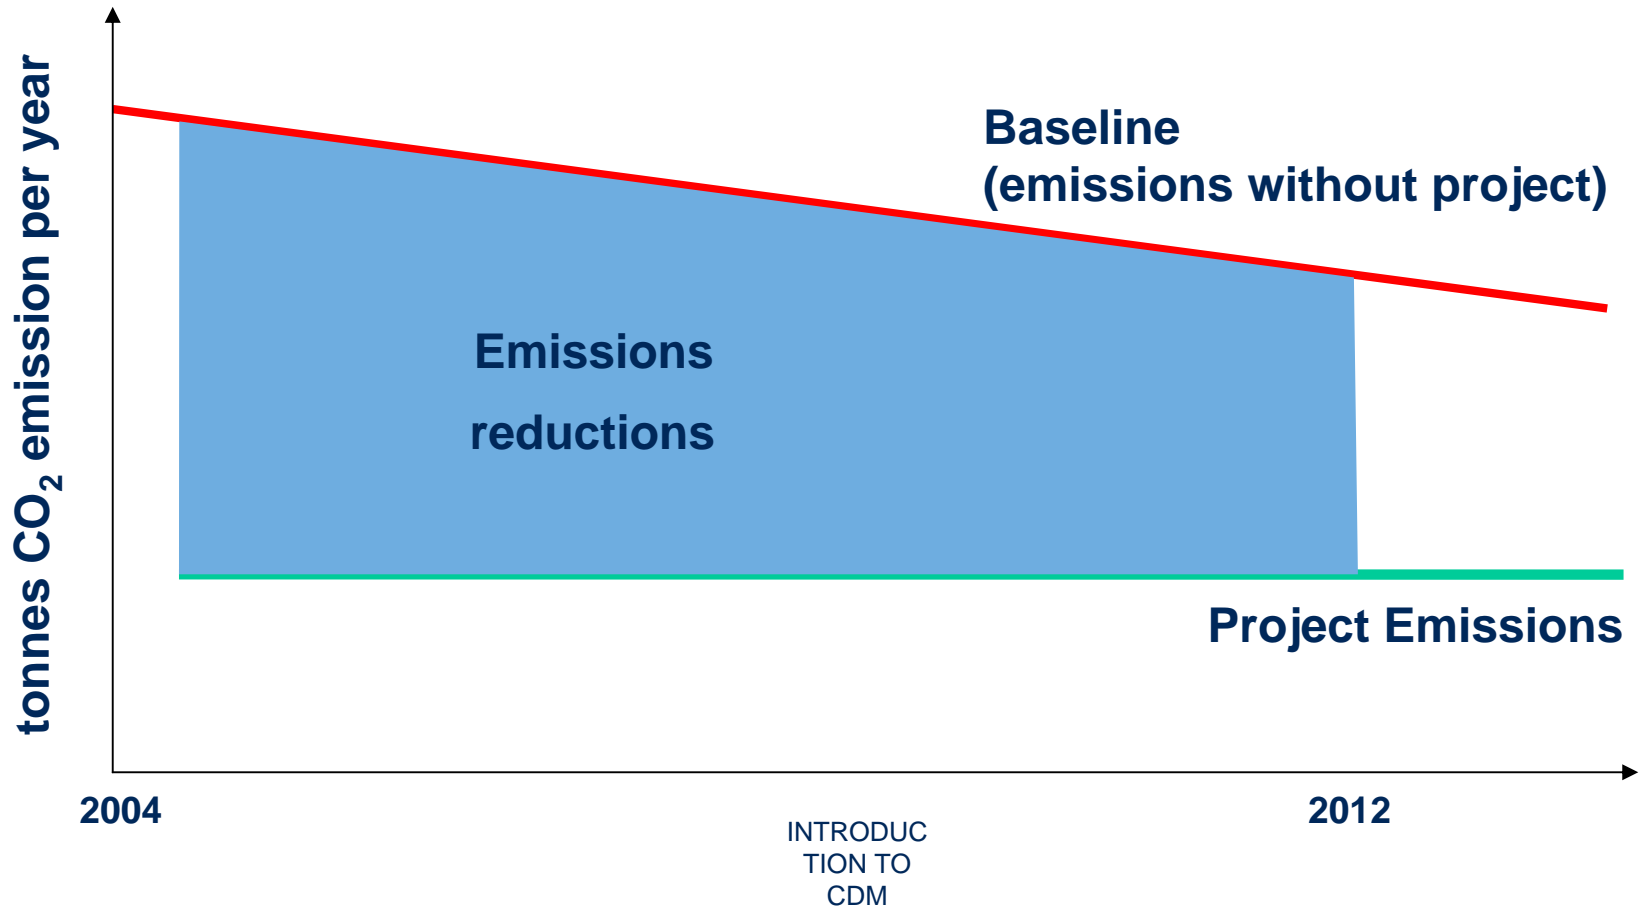 tonnes CO₂ emission per year
Baseline
(emissions without project)
Emissions
reductions
Project Emissions
2004
2012
INTRODUC
TION TO
CDM